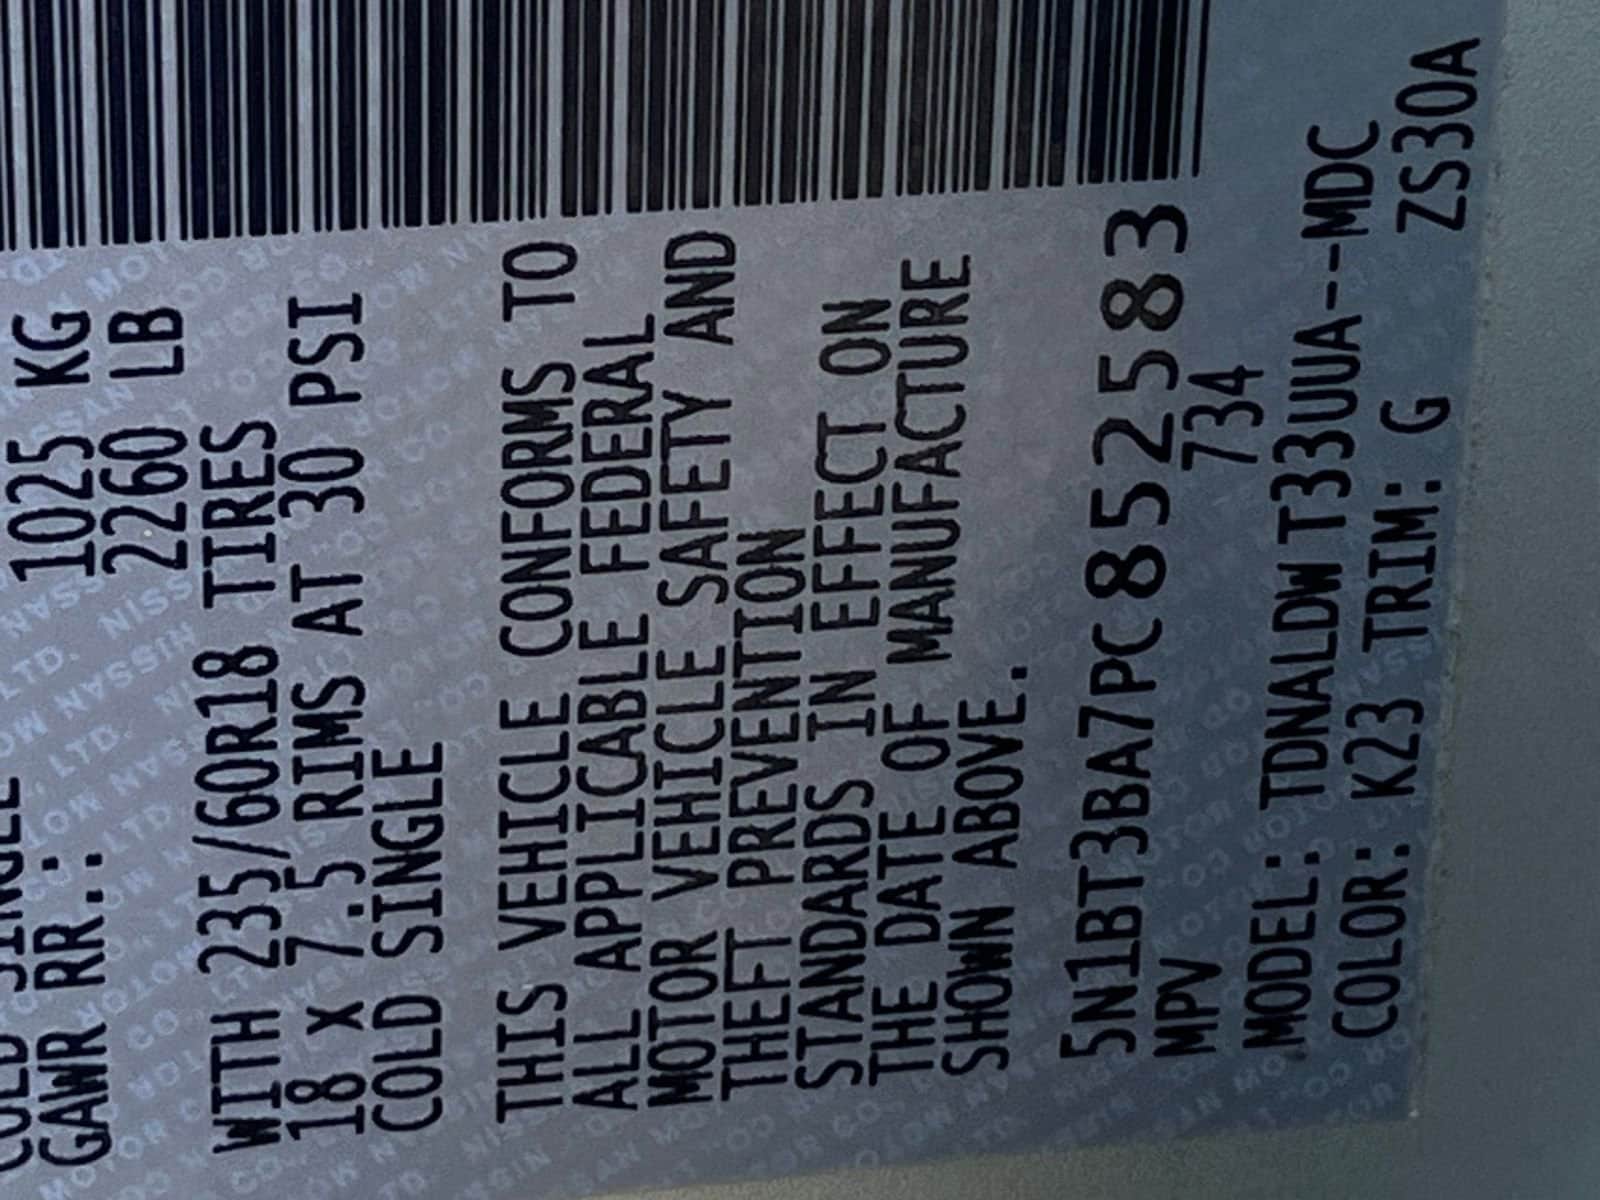 COLD SINGLE
GAWR RR.: 1025 KG
2260 LB
WITH 235/60R18 TIRES
18 X 7.5 RIMS AT 30 PSI
COLD SINGLE
THIS VEHICLE CONFORMS TO
ALL APPLICABLE FEDERAL
MOTOR VEHICLE SAFETY AND
THEFT PREVENTION
STANDARDS IN EFFECT ON
THE DATE OF MANUFACTURE
SHOWN ABOVE.
5N1BT3BA7PC852583
MPV 734
MODEL: TDNALDWT33UUA--MDC
COLOR: K23 TRIM: G ZS30A